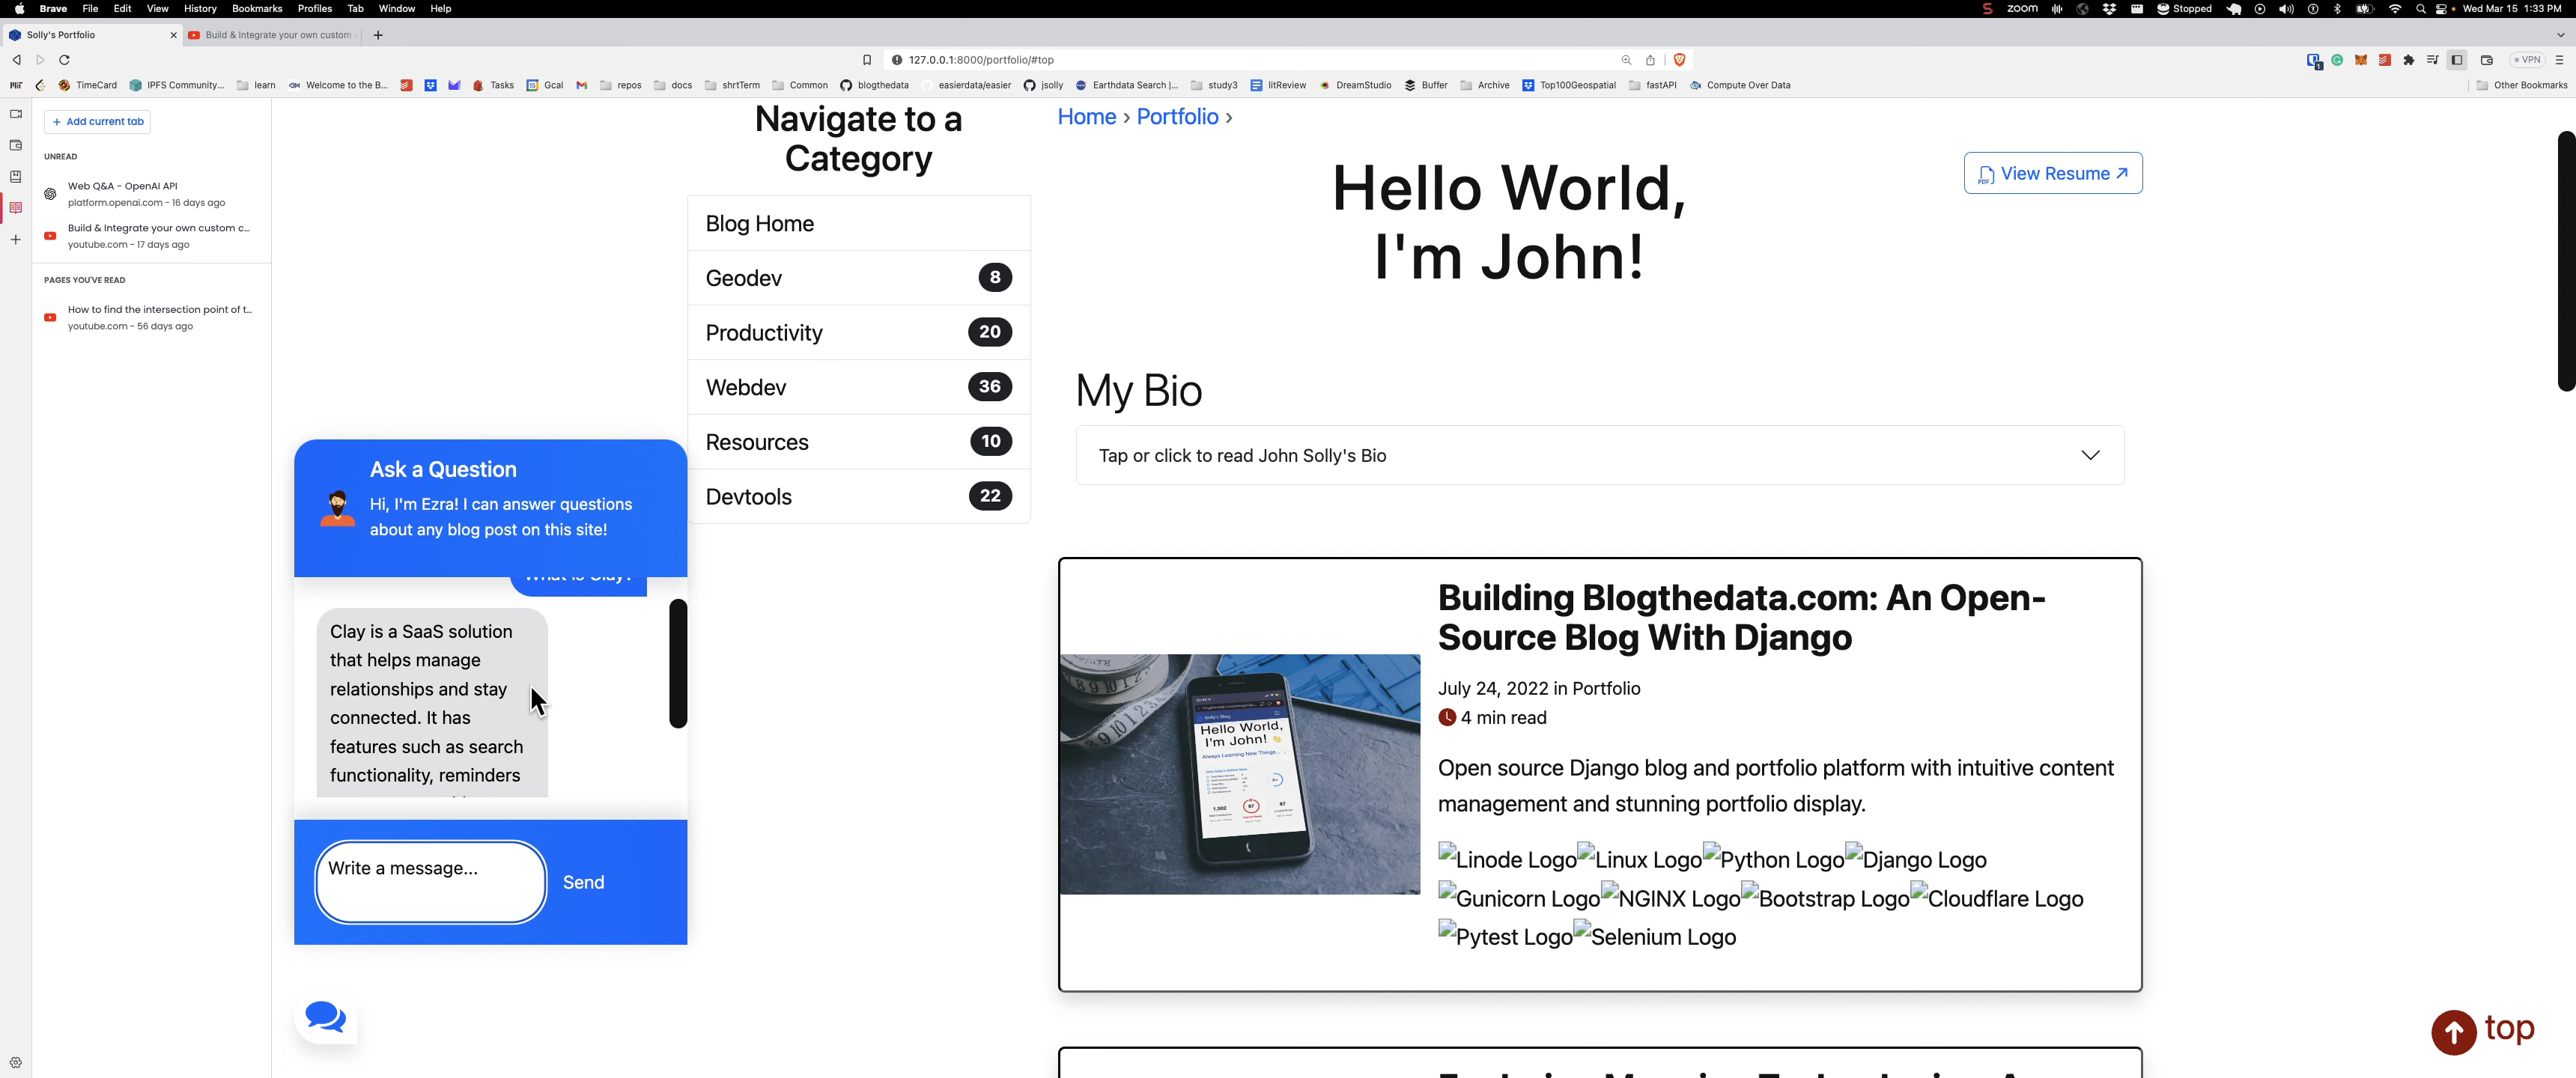 Brave File Edit View History Bookmarks Profiles Tab Window Help
zoom Stopped Wed Mar 15 1:33 PM
Solly's Portfolio
Build & Integrate your own custom
127.0.0.1:8000/portfolio/#top
VPN
TimeCard IPFS Community... learn Welcome to the B... Tasks Gcal repos docs shrtTerm Common blogthedata easierdata/easier jsolly Earthdata Search |... study3 litReview DreamStudio Buffer Archive Top100Geospatial fastAPI Compute Over Data Other Bookmarks
+ Add current tab
UNREAD
Web Q&A - OpenAI API
platform.openai.com - 16 days ago
Build & Integrate your own custom c...
youtube.com - 17 days ago
PAGES YOU'VE READ
How to find the intersection point of t...
youtube.com - 56 days ago
Navigate to a
Category
Blog Home
Geodev 8
Productivity 20
Webdev 36
Resources 10
Devtools 22
Ask a Question
Hi, I'm Ezra! I can answer questions
about any blog post on this site!
What is Clay?
Clay is a SaaS solution
that helps manage
relationships and stay
connected. It has
features such as search
functionality, reminders
Write a message...
Send
Home › Portfolio ›
Hello World,
I'm John!
PDF View Resume
My Bio
Tap or click to read John Solly's Bio
Hello World,
I'm John!
Always Learning New Things...
Building Blogthedata.com: An Open-
Source Blog With Django
July 24, 2022 in Portfolio
4 min read
Open source Django blog and portfolio platform with intuitive content
management and stunning portfolio display.
Linode Logo Linux Logo Python Logo Django Logo
Gunicorn Logo NGINX Logo Bootstrap Logo Cloudflare Logo
Pytest Logo Selenium Logo
top